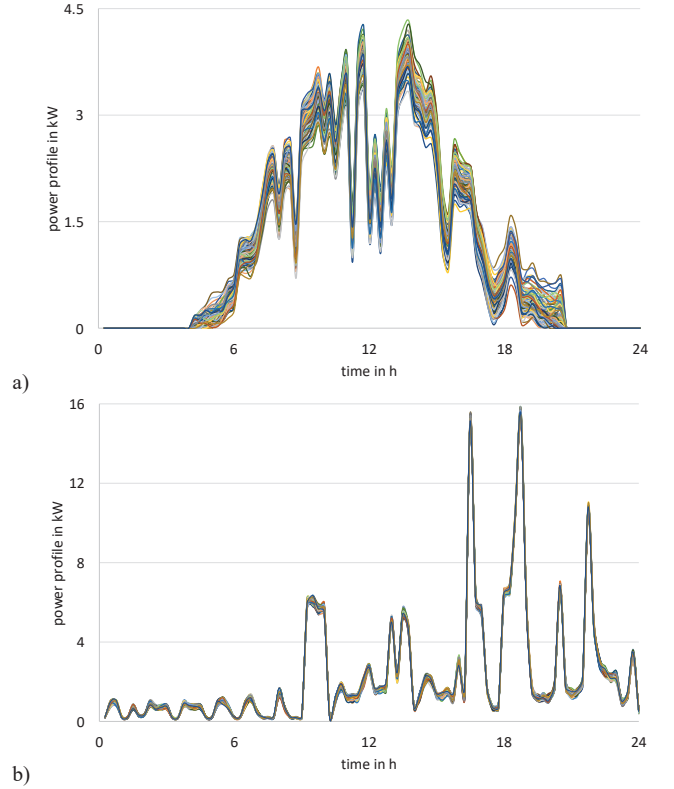 4.5
3
1.5
0
power profile in kW
0 6 12 18 24
time in h
a)
16
12
8
4
0
power profile in kW
0 6 12 18 24
time in h
b)